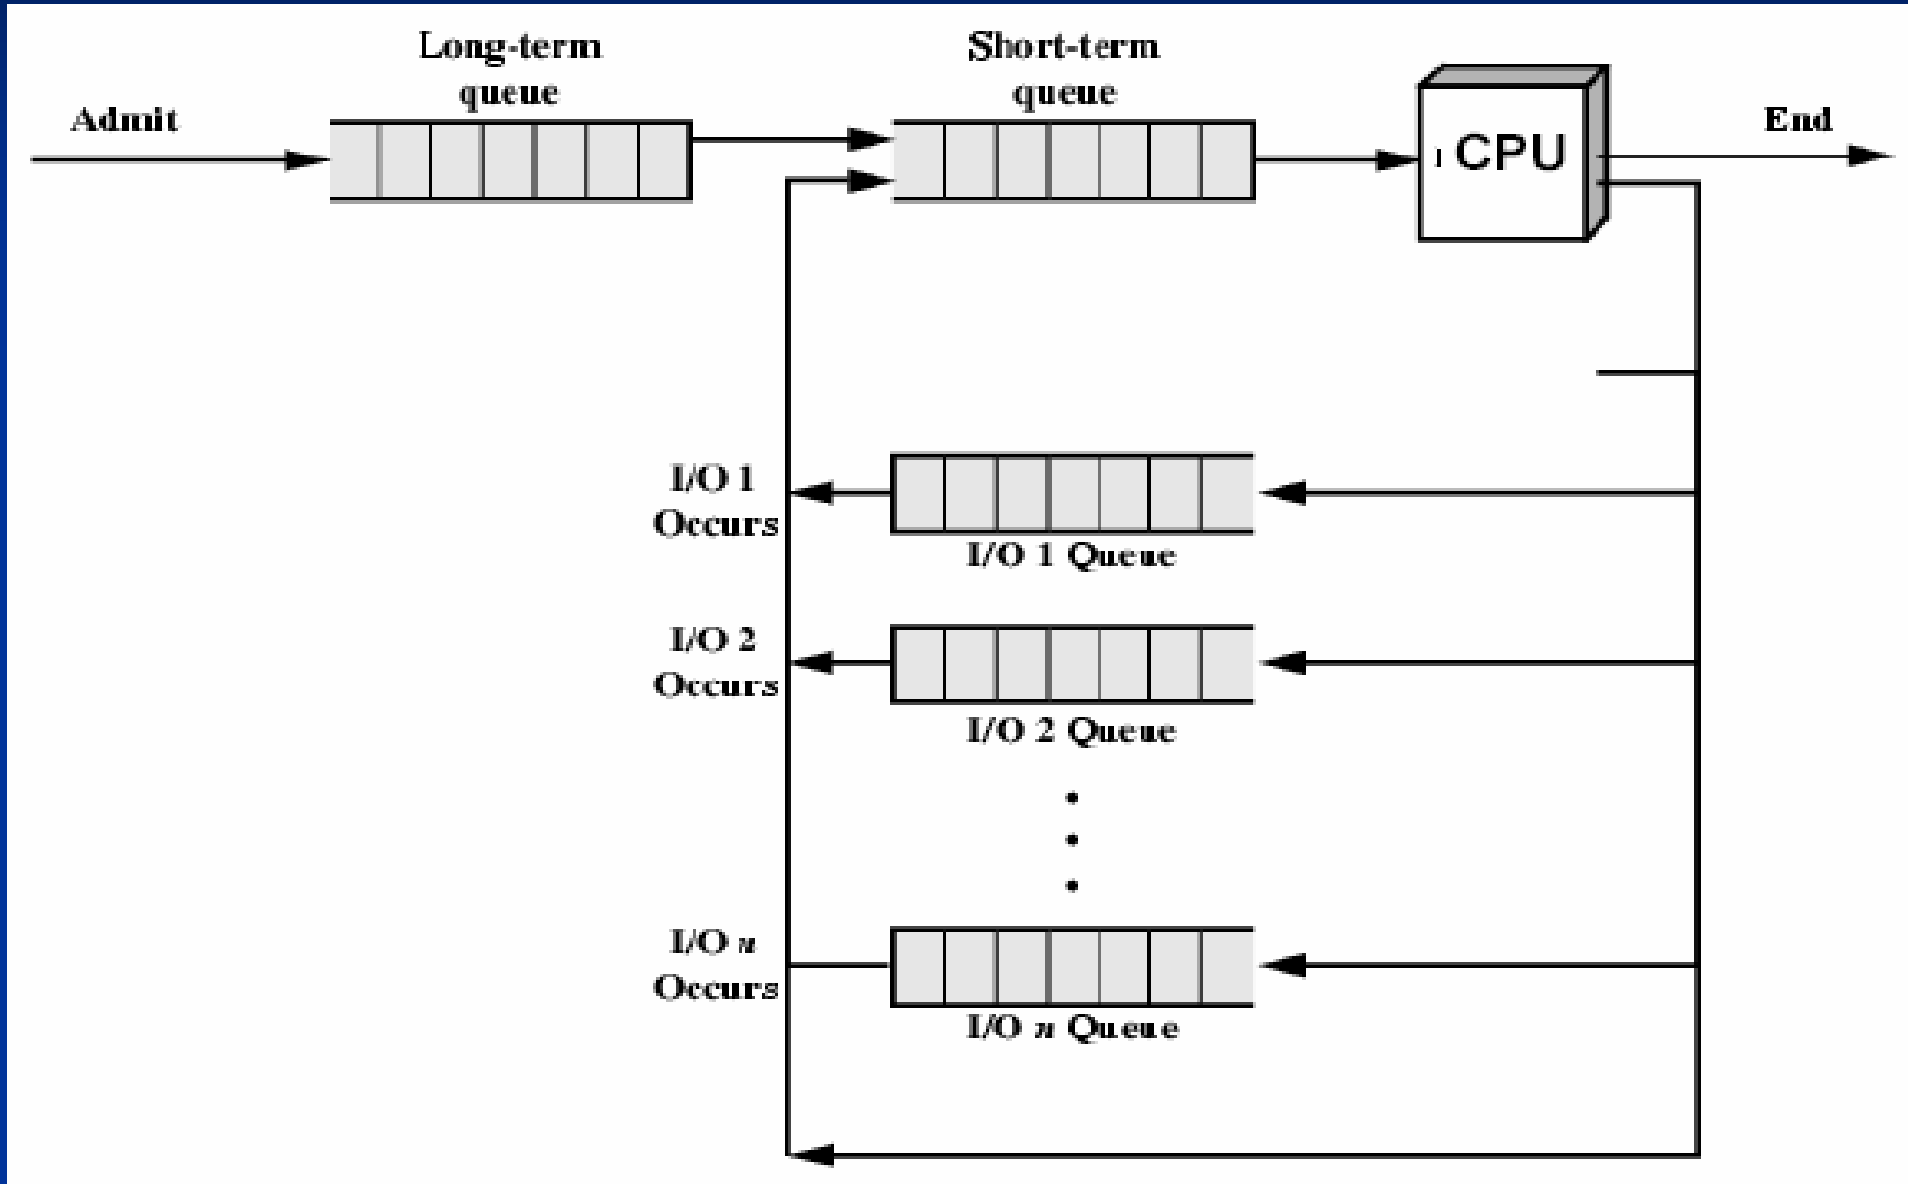 Long-term
queue
Short-term
queue
Admit
CPU
End
I/O 1
Occurs
I/O 1 Queue
I/O 2
Occurs
I/O 2 Queue
I/O n
Occurs
I/O n Queue